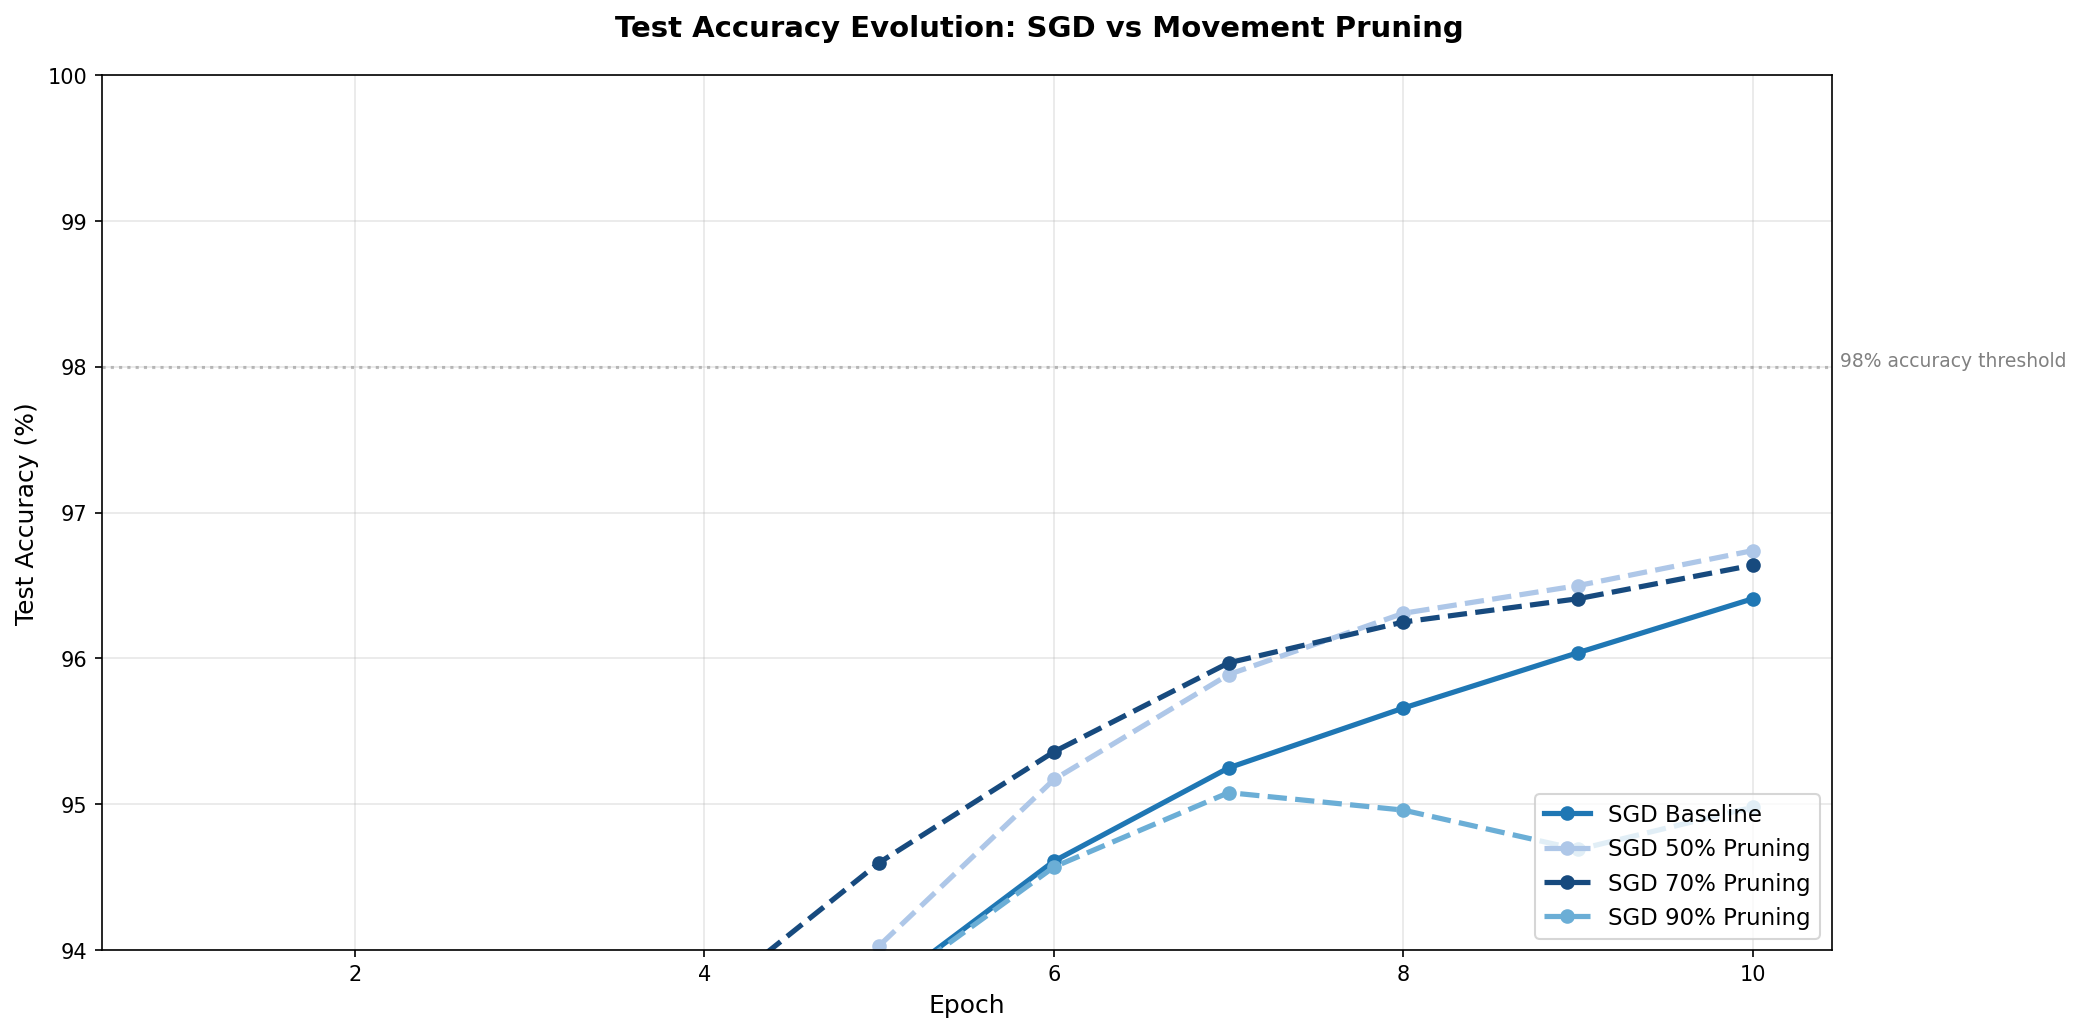 Test Accuracy Evolution: SGD vs Movement Pruning
Test Accuracy (%)
100
99
98
97
96
95
94
98% accuracy threshold
SGD Baseline
SGD 50% Pruning
SGD 70% Pruning
SGD 90% Pruning
2 4 6 8 10
Epoch